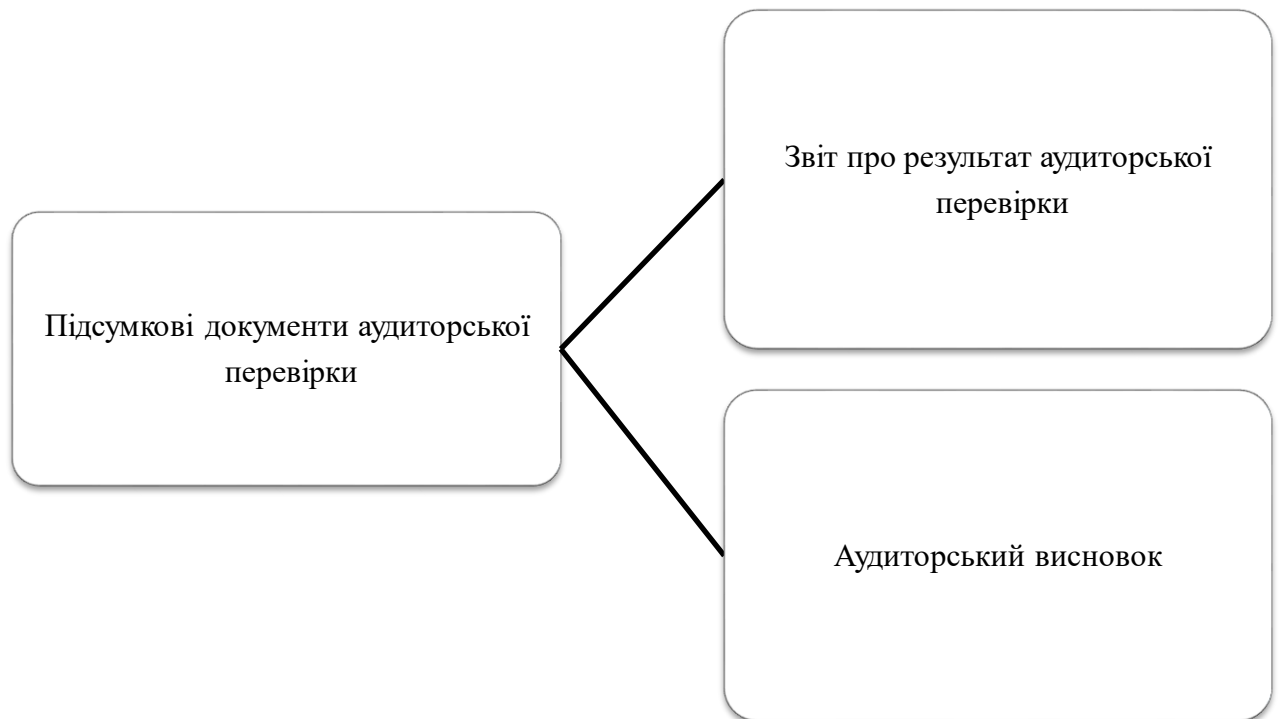 Підсумкові документи аудиторської
перевірки
Звіт про результат аудиторської
перевірки
Аудиторський висновок